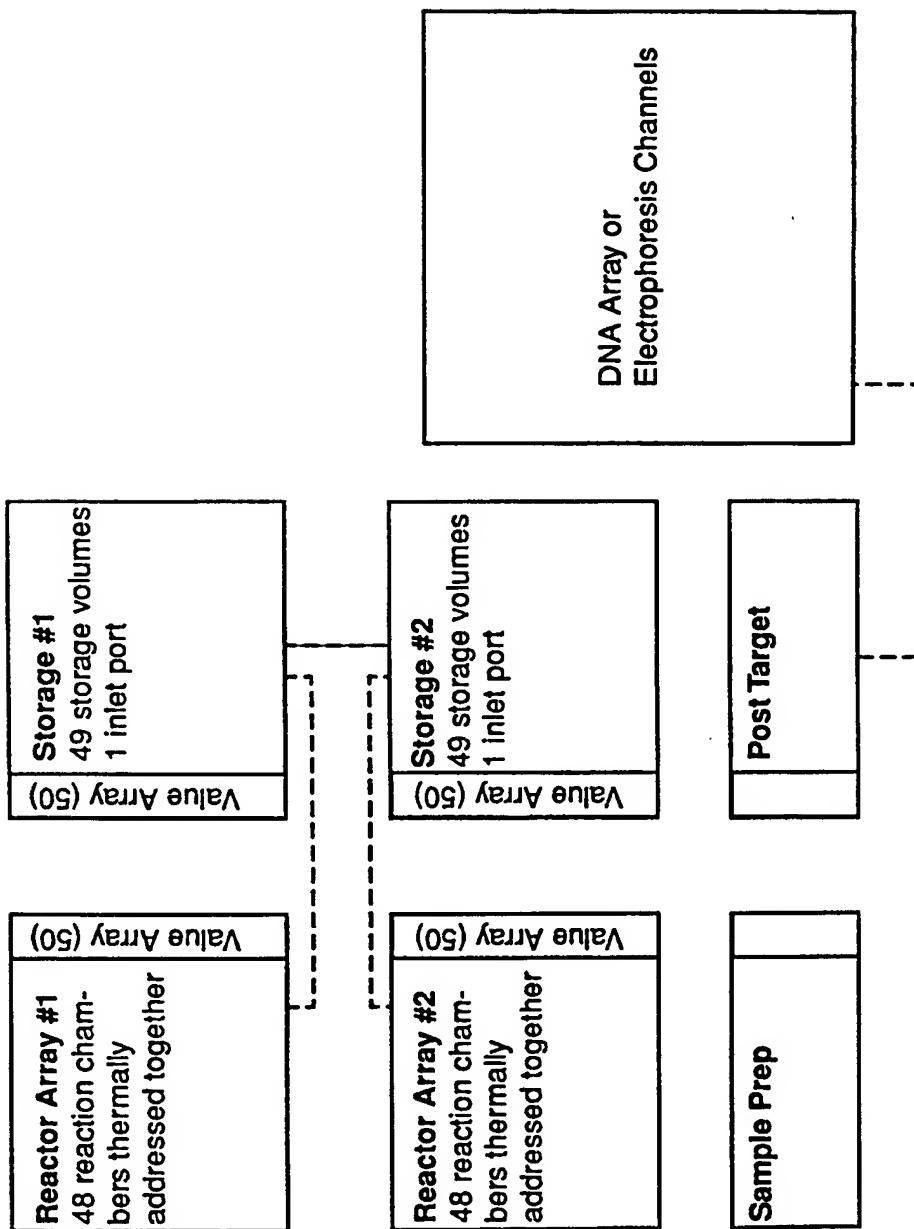 Reactor Array #1
48 reaction cham-
bers thermally
addressed together
Value Array (50)
Storage #1
49 storage volumes
1 inlet port
Value Array (50)
Reactor Array #2
48 reaction cham-
bers thermally
addressed together
Value Array (50)
Storage #2
49 storage volumes
1 inlet port
Value Array (50)
Sample Prep
Post Target
DNA Array or
Electrophoresis Channels